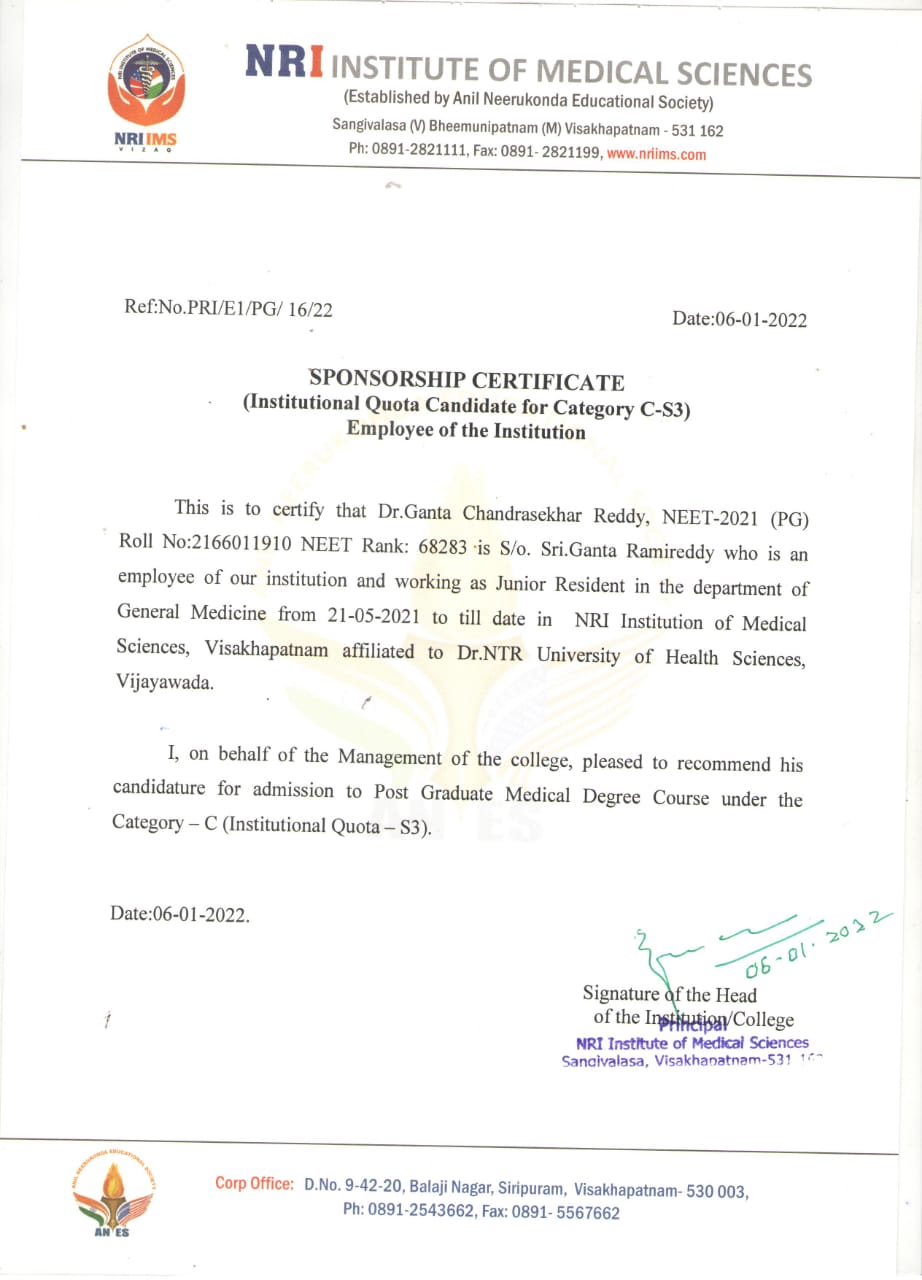 NRI INSTITUTE OF MEDICAL SCIENCES
(Established by Anil Neerukonda Educational Society)
Sangivalasa (V) Bheemunipatnam (M) Visakhapatnam - 531 162
Ph: 0891-2821111, Fax: 0891- 2821199, www.nriims.com
NRI INSTITUTE OF MEDICAL SCIENCES
NRI IMS
VIZAG
Ref:No.PRI/E1/PG/ 16/22
Date:06-01-2022
SPONSORSHIP CERTIFICATE
(Institutional Quota Candidate for Category C-S3)
Employee of the Institution
This is to certify that Dr.Ganta Chandrasekhar Reddy, NEET-2021 (PG)
Roll No:2166011910 NEET Rank: 68283 is S/o. Sri.Ganta Ramireddy who is an
employee of our institution and working as Junior Resident in the department of
General Medicine from 21-05-2021 to till date in NRI Institution of Medical
Sciences, Visakhapatnam affiliated to Dr.NTR University of Health Sciences,
Vijayawada.
I, on behalf of the Management of the college, pleased to recommend his
candidature for admission to Post Graduate Medical Degree Course under the
Category – C (Institutional Quota – S3).
Date:06-01-2022.
06-01-2022
Signature of the Head
of the Institution/College
Principal
NRI Institute of Medical Sciences
Sangivalasa, Visakhapatnam-531
ANIL NEERUKONDA EDUCATIONAL SOCIETY
ANES
Corp Office: D.No. 9-42-20, Balaji Nagar, Siripuram, Visakhapatnam- 530 003,
Ph: 0891-2543662, Fax: 0891- 5567662